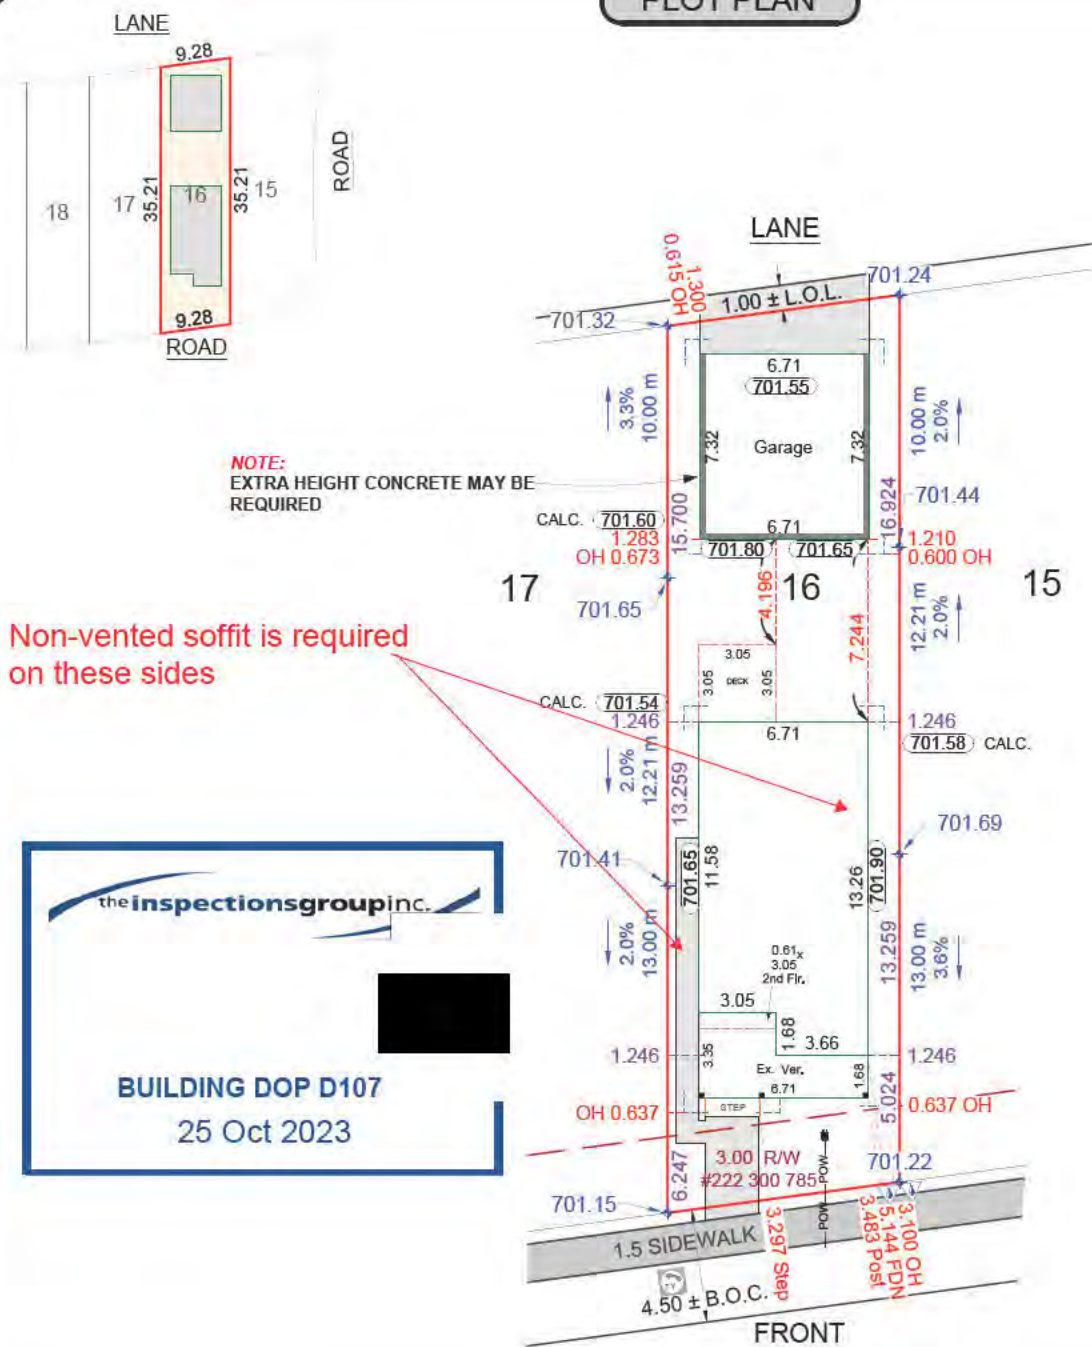 PLOT PLAN
LANE
9.28
18
17
35.21
16
35.21
15
ROAD
9.28
ROAD
LANE
0.615 OH
1.300
1.00 ± L.O.L.
701.24
701.32
6.71
701.55
3.3%
10.00 m
7.32
Garage
7.32
10.00 m
2.0%
NOTE:
EXTRA HEIGHT CONCRETE MAY BE
REQUIRED
15.700
16.924
701.44
CALC. 701.60
6.71
1.283
OH 0.673
701.80
701.65
1.210
0.600 OH
17
16
15
701.65
4.196
7.244
12.21 m
2.0%
Non-vented soffit is required
on these sides
3.05
3.05
DECK
3.05
CALC. 701.54
1.246
6.71
1.246
701.58 CALC.
2.0%
12.21 m
13.259
701.69
701.41
701.65
11.58
13.26
701.90
the inspectionsgroup inc.
2.0%
13.00 m
0.61 x
3.05
2nd Flr.
13.259
13.00 m
3.6%
3.05
1.68
3.66
1.246
3.35
1.246
Ex. Ver.
1.68
6.71
BUILDING DOP D107
25 Oct 2023
OH 0.637
STEP
5.024
0.637 OH
6.247
3.00 R/W
#222 300 785
POW
POW
701.22
701.15
1.5 SIDEWALK
3.297 Step
3.483 Post
5.144 FDN
3.100 OH
4.50 ± B.O.C.
FRONT